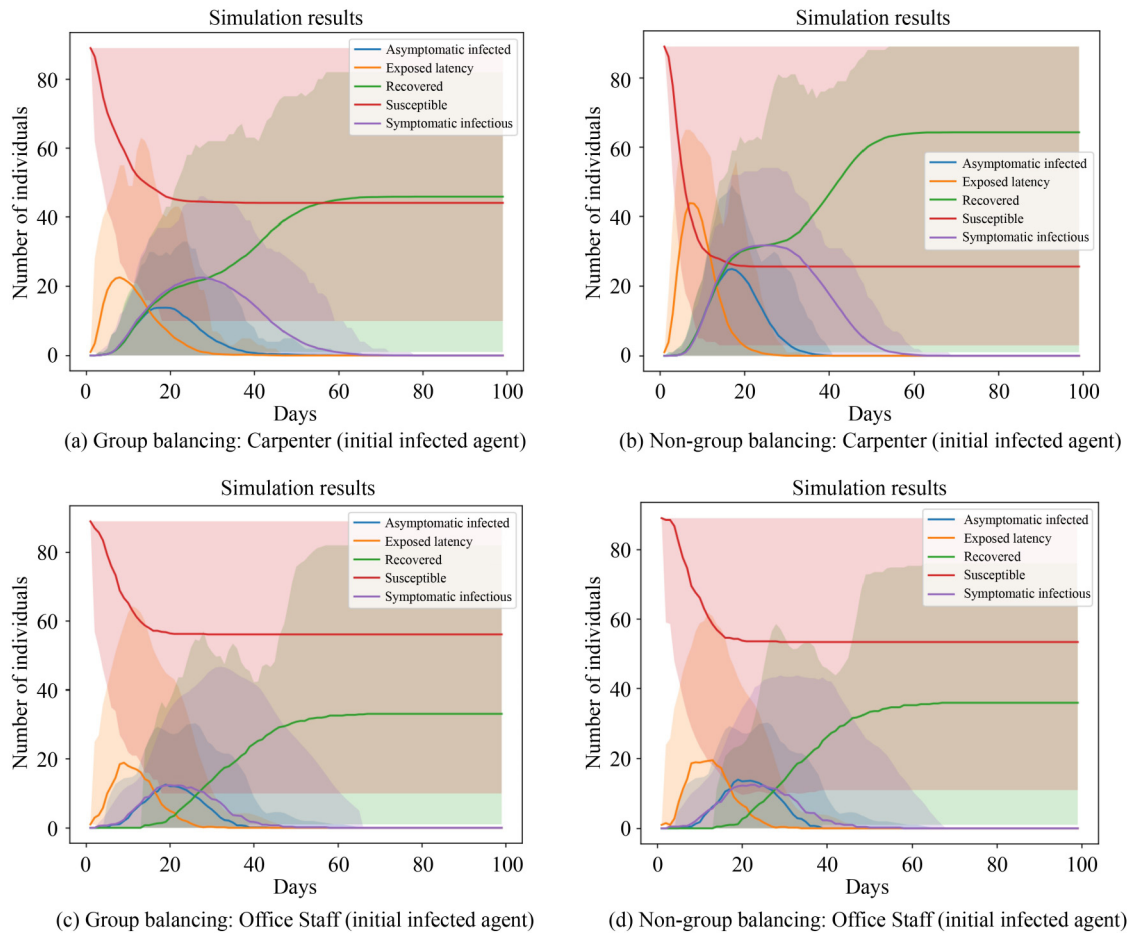 Simulation results
Number of individuals
80
60
40
20
0
Asymptomatic infected
Exposed latency
Recovered
Susceptible
Symptomatic infectious
0 20 40 60 80 100
Days
(a) Group balancing: Carpenter (initial infected agent)
Simulation results
Number of individuals
80
60
40
20
0
Asymptomatic infected
Exposed latency
Recovered
Susceptible
Symptomatic infectious
0 20 40 60 80 100
Days
(b) Non-group balancing: Carpenter (initial infected agent)
Simulation results
Number of individuals
80
60
40
20
0
Asymptomatic infected
Exposed latency
Recovered
Susceptible
Symptomatic infectious
0 20 40 60 80 100
Days
(c) Group balancing: Office Staff (initial infected agent)
Simulation results
Number of individuals
80
60
40
20
0
Asymptomatic infected
Exposed latency
Recovered
Susceptible
Symptomatic infectious
0 20 40 60 80 100
Days
(d) Non-group balancing: Office Staff (initial infected agent)